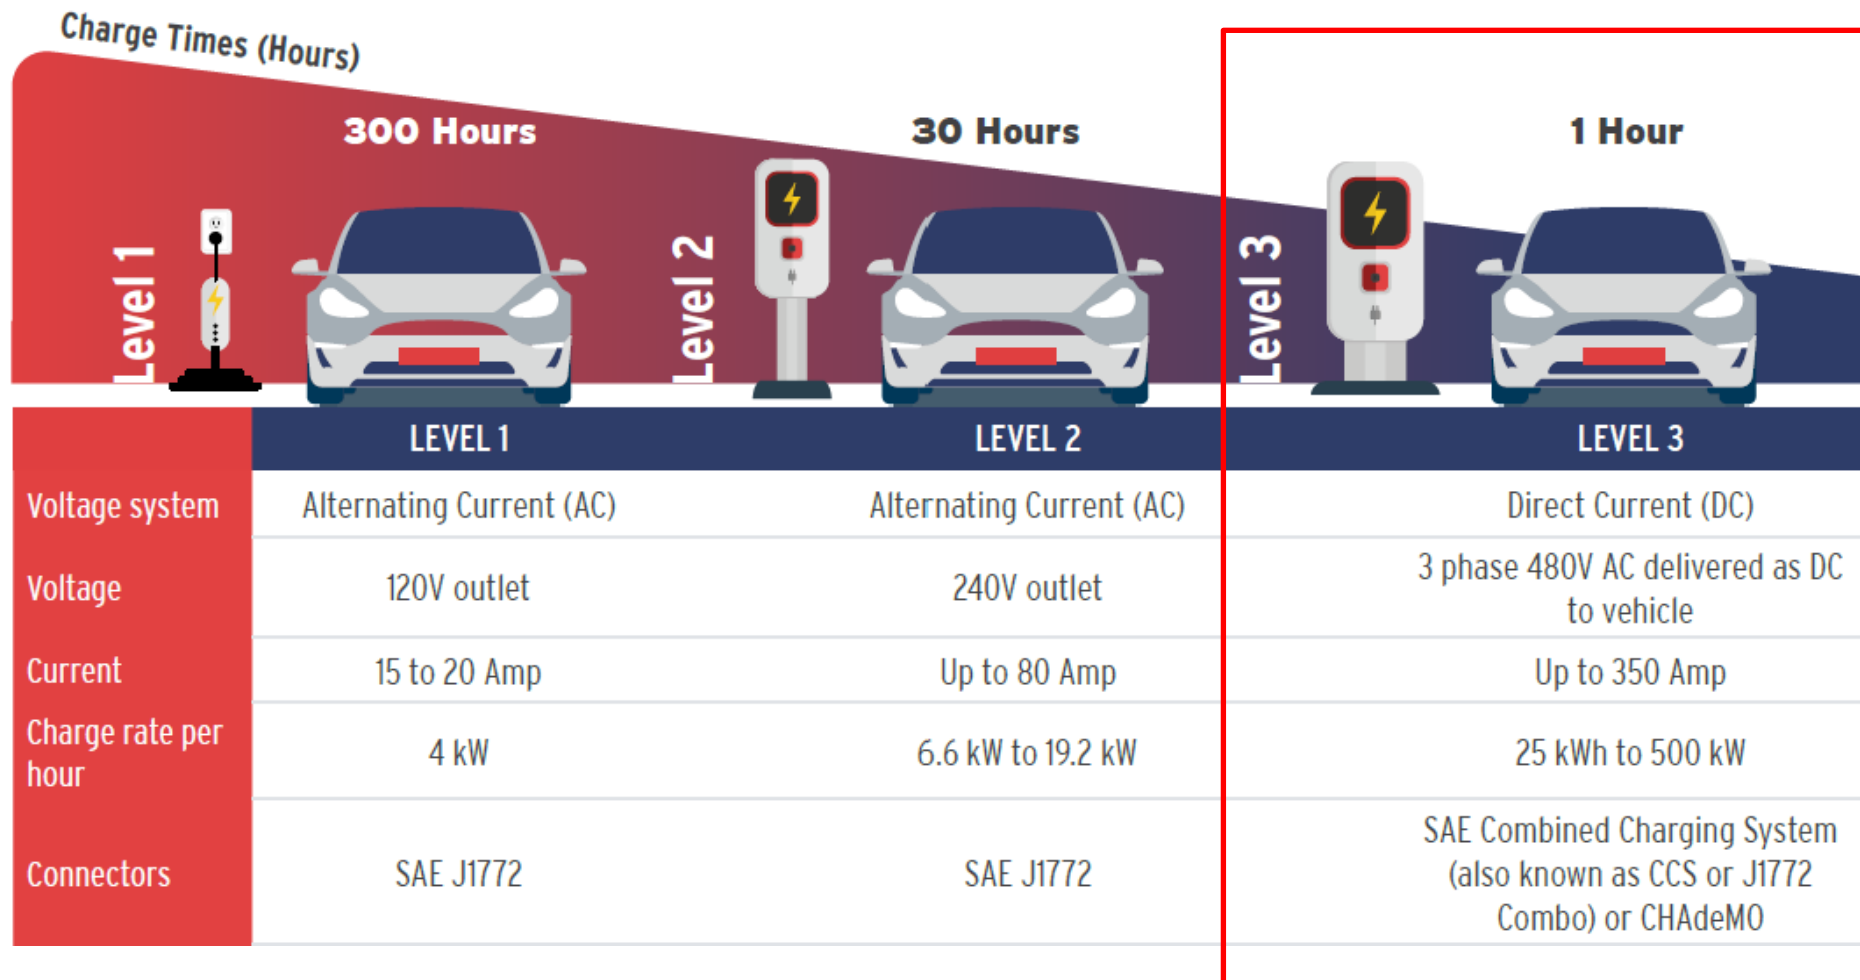 Charge Times (Hours)
300 Hours
30 Hours
1 Hour
Level 1
Level 2
Level 3
LEVEL 1
LEVEL 2
LEVEL 3
Voltage system
Alternating Current (AC)
Alternating Current (AC)
Direct Current (DC)
Voltage
120V outlet
240V outlet
3 phase 480V AC delivered as DC
to vehicle
Current
15 to 20 Amp
Up to 80 Amp
Up to 350 Amp
Charge rate per
hour
4 kW
6.6 kW to 19.2 kW
25 kWh to 500 kW
Connectors
SAE J1772
SAE J1772
SAE Combined Charging System
(also known as CCS or J1772
Combo) or CHAdeMO